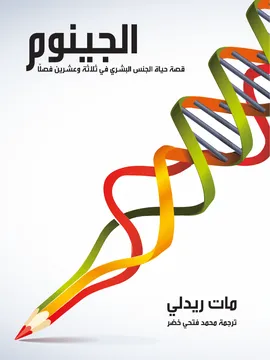 الجينوم
قصة حياة الجنس البشري في ثلاثة وعشرين فصلًا
مات ريدلي
ترجمة محمد فتحي خضر